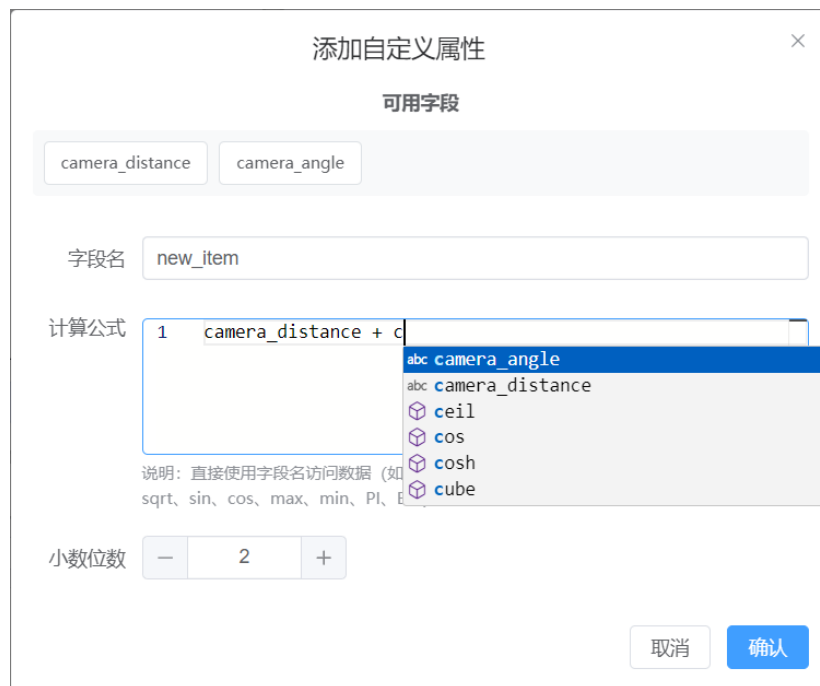 添加自定义属性
可用字段
camera_distance camera_angle
字段名 new_item
计算公式 1 camera_distance + c
abc camera_angle
abc camera_distance
ceil
cos
cosh
cube
说明：直接使用字段名访问数据（如
sqrt、sin、cos、max、min、PI、
小数位数 2
取消 确认